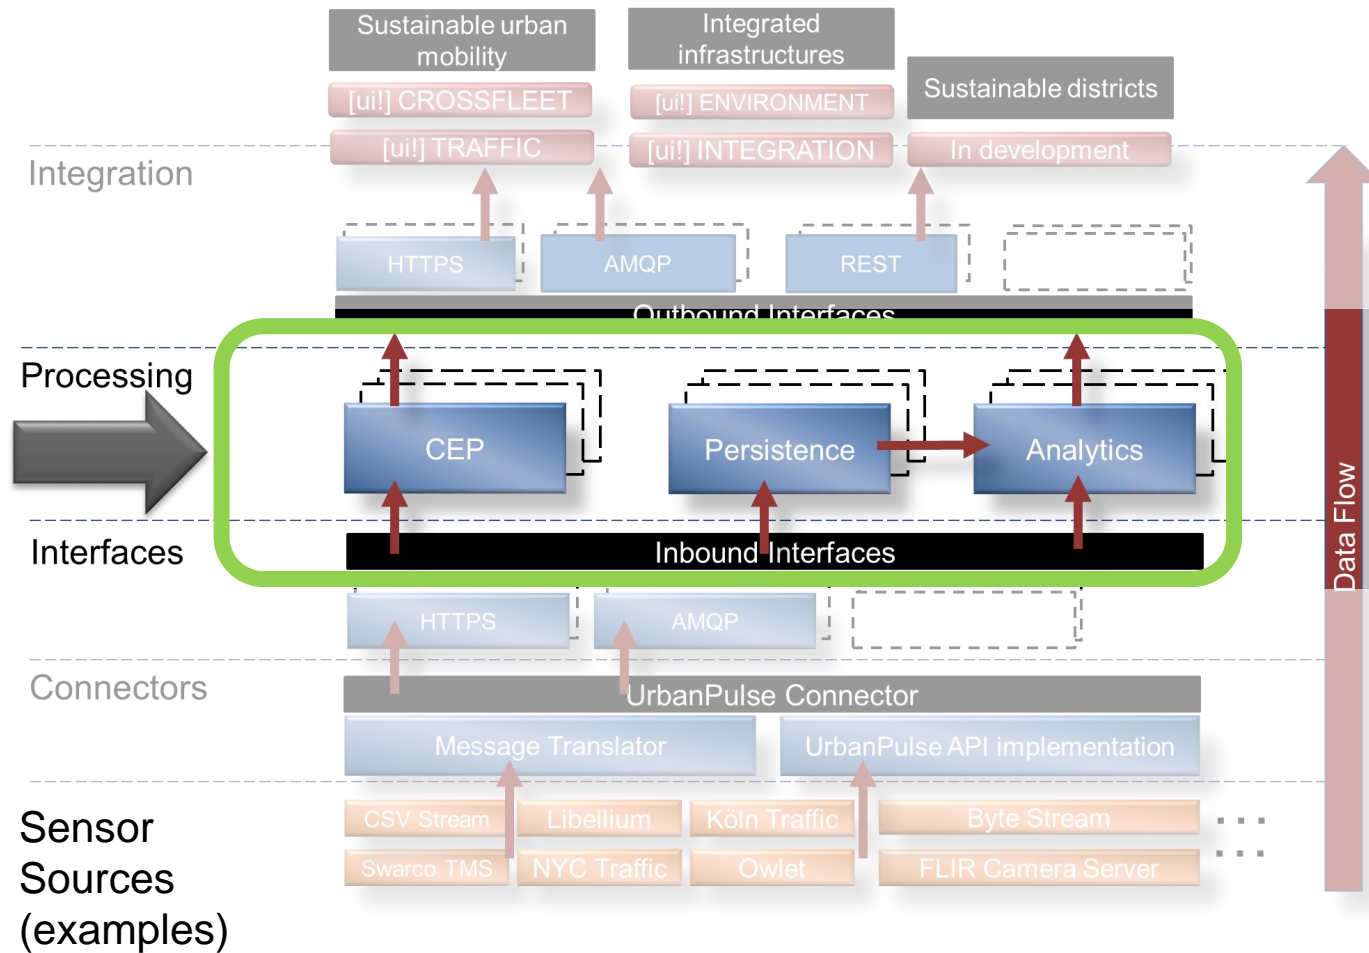 Sustainable urban
mobility
Integrated
infrastructures
Sustainable districts
[ui!] CROSSFLEET
[ui!] ENVIRONMENT
[ui!] TRAFFIC
[ui!] INTEGRATION
In development
Integration
HTTPS
AMQP
REST
Outbound Interfaces
Processing
CEP
Persistence
Analytics
Data Flow
Interfaces
Inbound Interfaces
HTTPS
AMQP
Connectors
UrbanPulse Connector
Message Translator
UrbanPulse API implementation
Sensor
Sources
(examples)
CSV Stream
Libellium
Köln Traffic
Byte Stream
...
Swarco TMS
NYC Traffic
Owlet
FLIR Camera Server
...